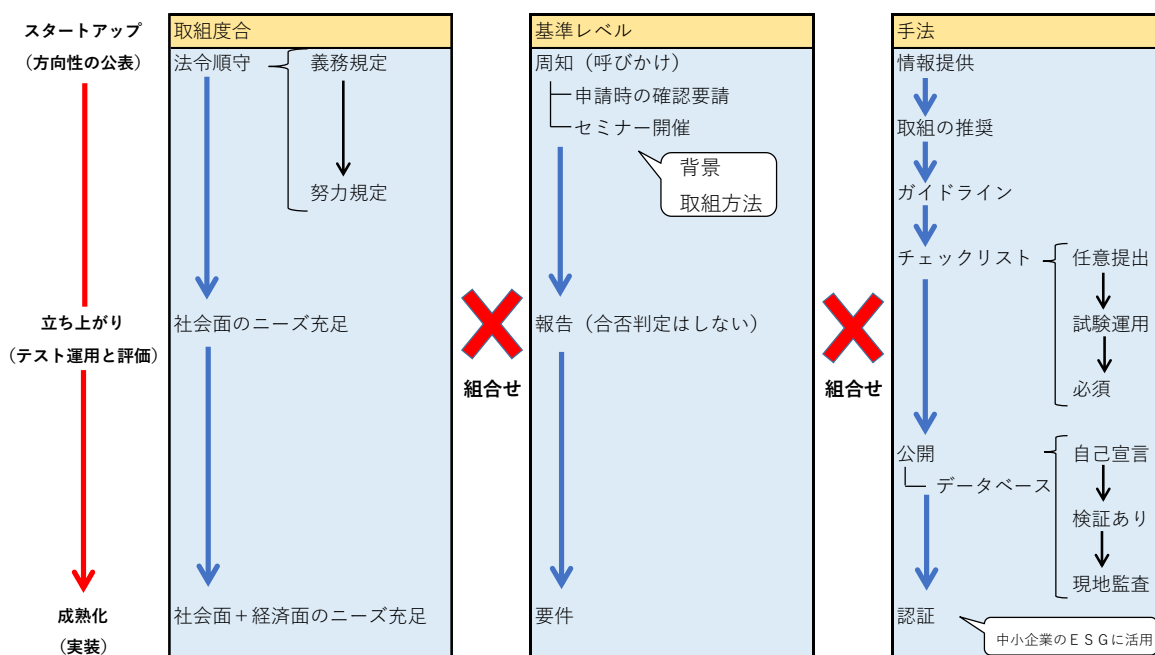 スタートアップ
（方向性の公表）
立ち上がり
（テスト運用と評価）
成熟化
（実装）
取組度合
法令順守
義務規定
努力規定
社会面のニーズ充足
社会面＋経済面のニーズ充足
組合せ
基準レベル
周知（呼びかけ）
申請時の確認要請
セミナー開催
背景
取組方法
報告（合否判定はしない）
要件
組合せ
手法
情報提供
取組の推奨
ガイドライン
チェックリスト
任意提出
試験運用
必須
公開
データベース
自己宣言
検証あり
現地監査
認証
中小企業のＥＳＧに活用